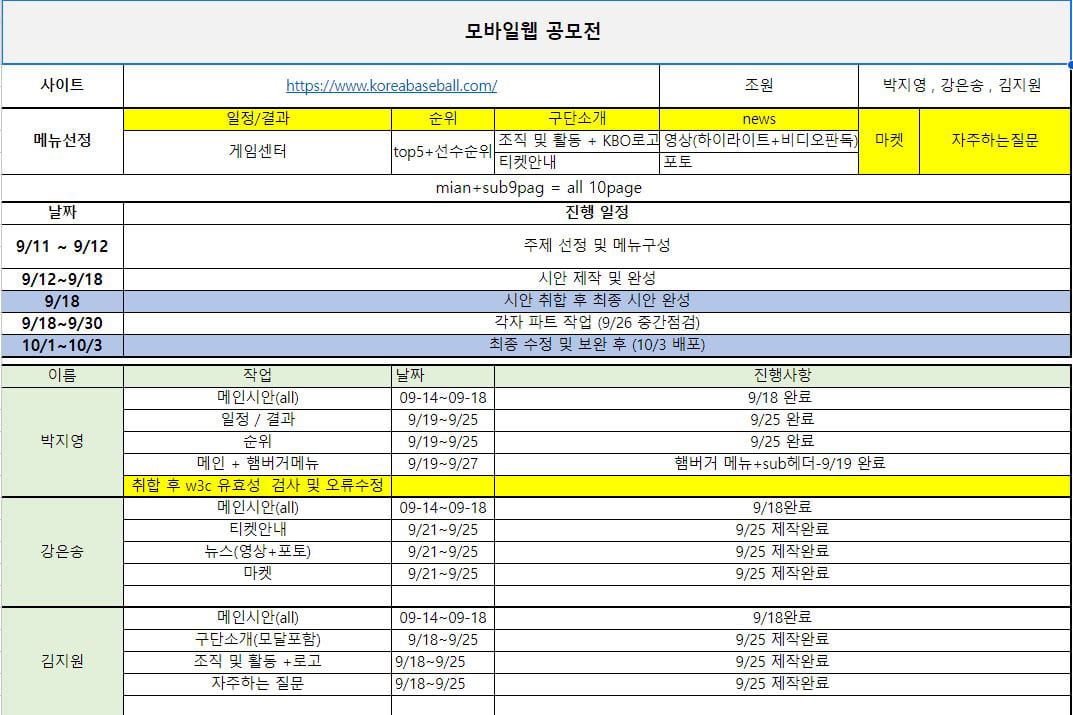 모바일웹 공모전
사이트 https://www.koreabaseball.com/ 조원 박지영 , 강은송 , 김지원
메뉴선정 일정/결과 순위 구단소개 news 마켓 자주하는질문
게임센터 top5+선수순위 조직 및 활동 + KBO로고 영상(하이라이트+비디오판독)
티켓안내 포토
mian+sub9pag = all 10page
날짜 진행 일정
9/11 ~ 9/12 주제 선정 및 메뉴구성
9/12~9/18 시안 제작 및 완성
9/18 시안 취합 후 최종 시안 완성
9/18~9/30 각자 파트 작업 (9/26 중간점검)
10/1~10/3 최종 수정 및 보완 후 (10/3 배포)
이름 작업 날짜 진행사항
박지영 메인시안(all) 09-14~09-18 9/18 완료
일정 / 결과 9/19~9/25 9/25 완료
순위 9/19~9/25 9/25 완료
메인 + 햄버거메뉴 9/19~9/27 햄버거 메뉴+sub헤더-9/19 완료
취합 후 w3c 유효성 검사 및 오류수정
강은송 메인시안(all) 09-14~09-18 9/18완료
티켓안내 9/21~9/25 9/25 제작완료
뉴스(영상+포토) 9/21~9/25 9/25 제작완료
마켓 9/21~9/25 9/25 제작완료
김지원 메인시안(all) 09-14~09-18 9/18완료
구단소개(모달포함) 9/18~9/25 9/25 제작완료
조직 및 활동 +로고 9/18~9/25 9/25 제작완료
자주하는 질문 9/18~9/25 9/25 제작완료